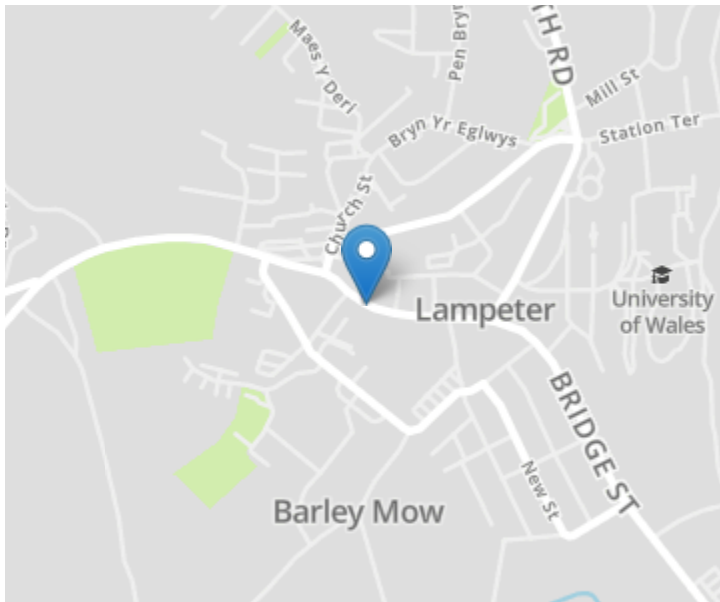 Maes Y Deri
Pen Bry
TH RD
Mill St
Bryn Yr Eglwys
Station Ter
Church St
University
of Wales
Lampeter
BRIDGE ST
New St
Barley Mow